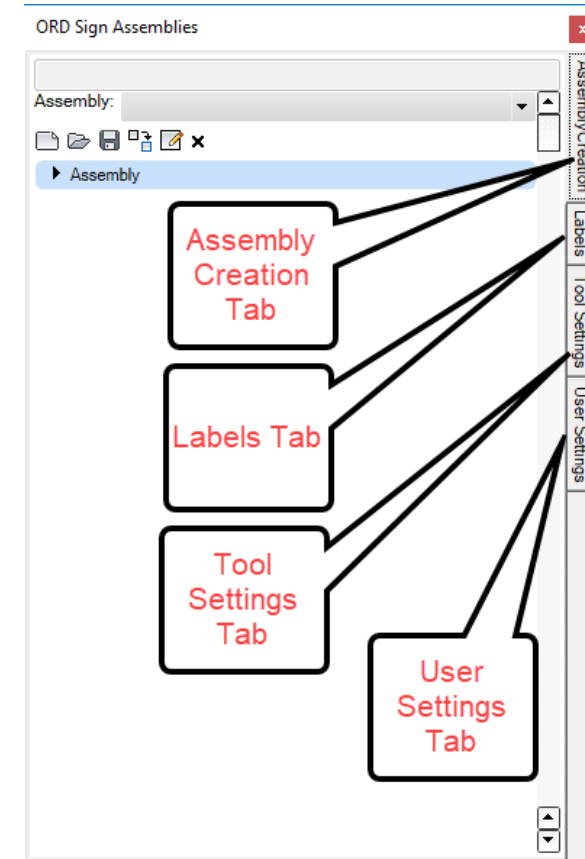 ORD Sign Assemblies
x
Assembly:
Assembly
AssemblyCreation
Labels
Tool Settings
User Settings
Assembly
Creation
Tab
Labels Tab
Tool
Settings
Tab
User
Settings
Tab